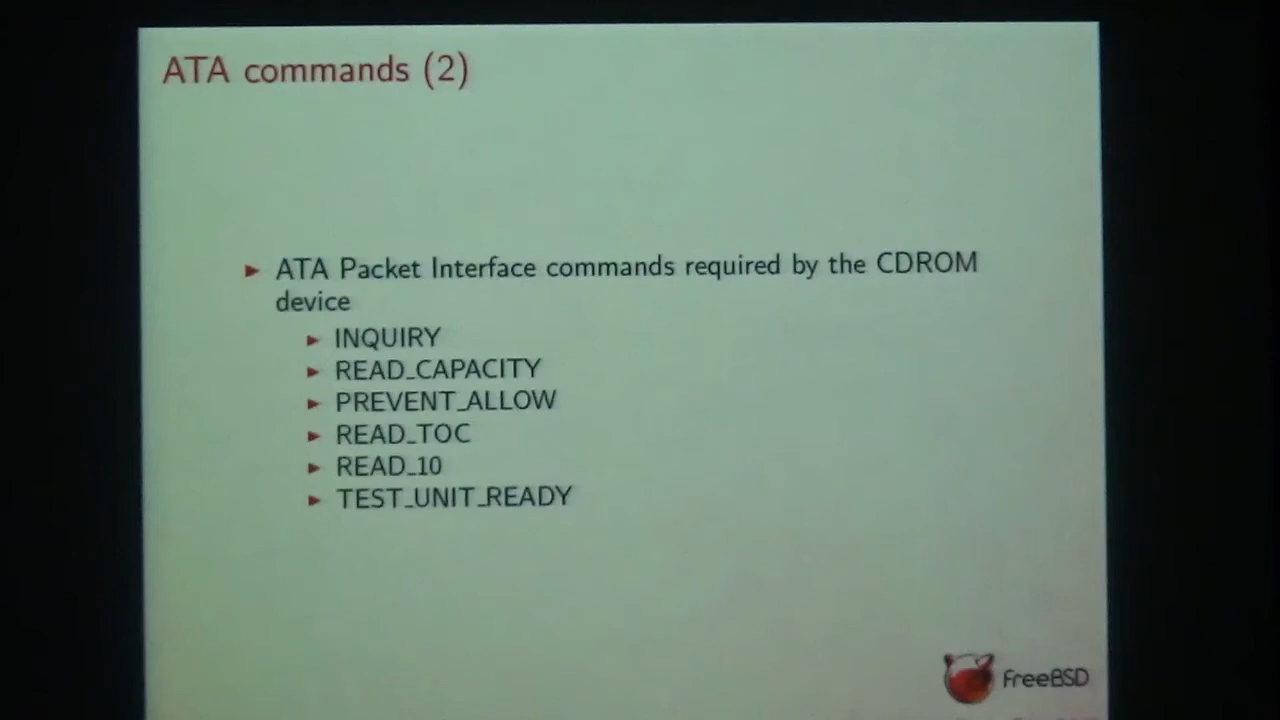 ATA commands (2)
ATA Packet Interface commands required by the CDROM
device
INQUIRY
READ_CAPACITY
PREVENT_ALLOW
READ_TOC
READ_10
TEST_UNIT_READY
FreeBSD